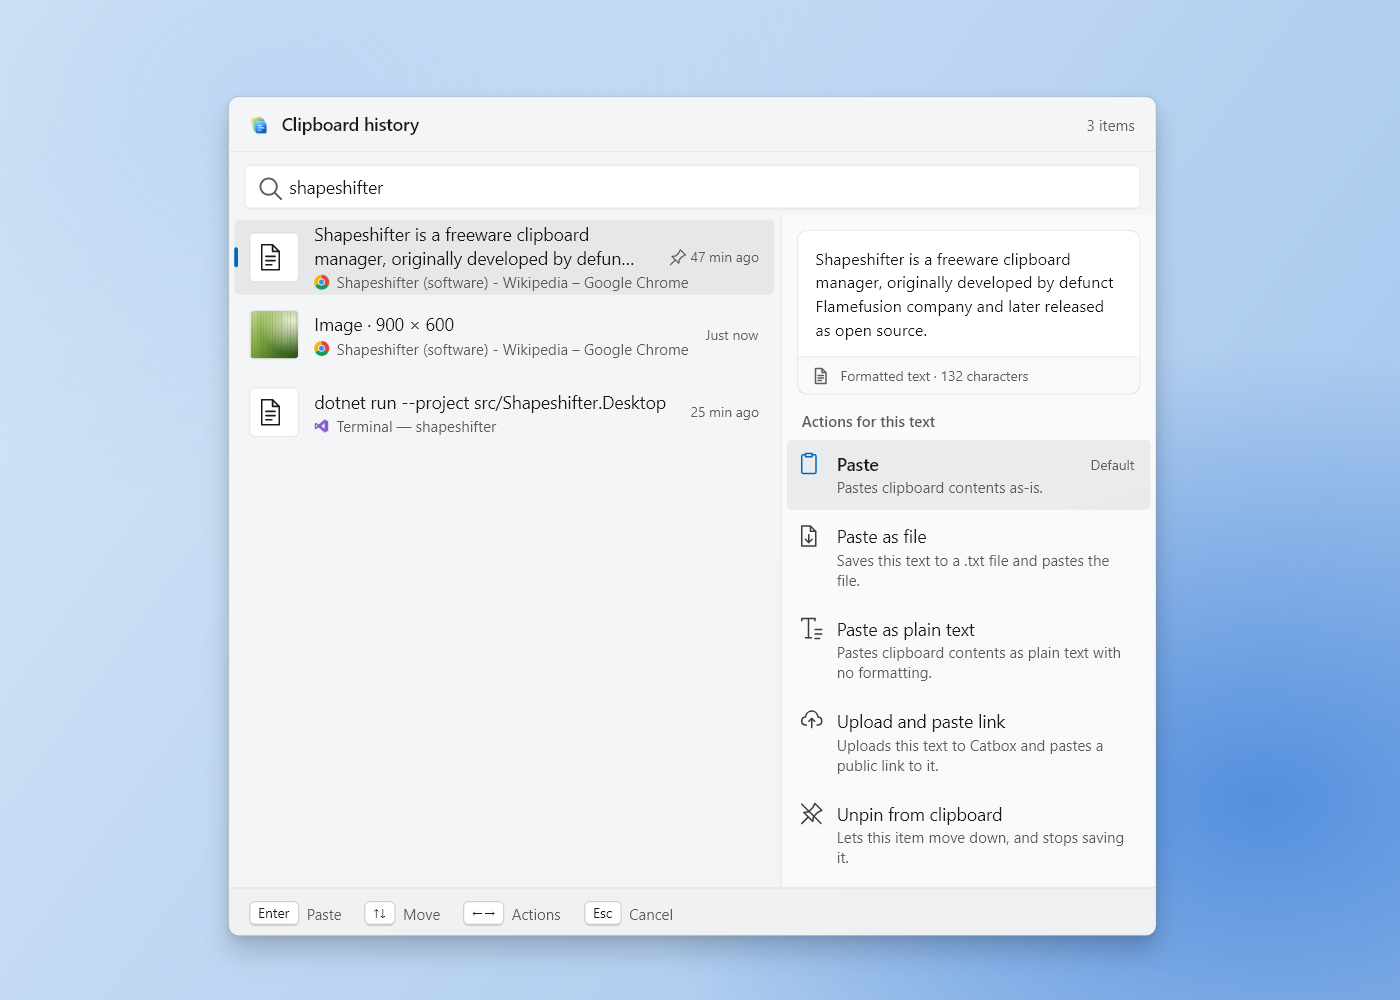 Clipboard history
3 items
shapeshifter
Shapeshifter is a freeware clipboard
manager, originally developed by defun...
47 min ago
Shapeshifter (software) - Wikipedia – Google Chrome
Image · 900 × 600
Just now
Shapeshifter (software) - Wikipedia – Google Chrome
dotnet run --project src/Shapeshifter.Desktop
25 min ago
Terminal — shapeshifter
Shapeshifter is a freeware clipboard
manager, originally developed by defunct
Flamefusion company and later released
as open source.
Formatted text · 132 characters
Actions for this text
Paste
Default
Pastes clipboard contents as-is.
Paste as file
Saves this text to a .txt file and pastes the
file.
Paste as plain text
Pastes clipboard contents as plain text with
no formatting.
Upload and paste link
Uploads this text to Catbox and pastes a
public link to it.
Unpin from clipboard
Lets this item move down, and stops saving
it.
Enter Paste ↑↓ Move ←→ Actions Esc Cancel